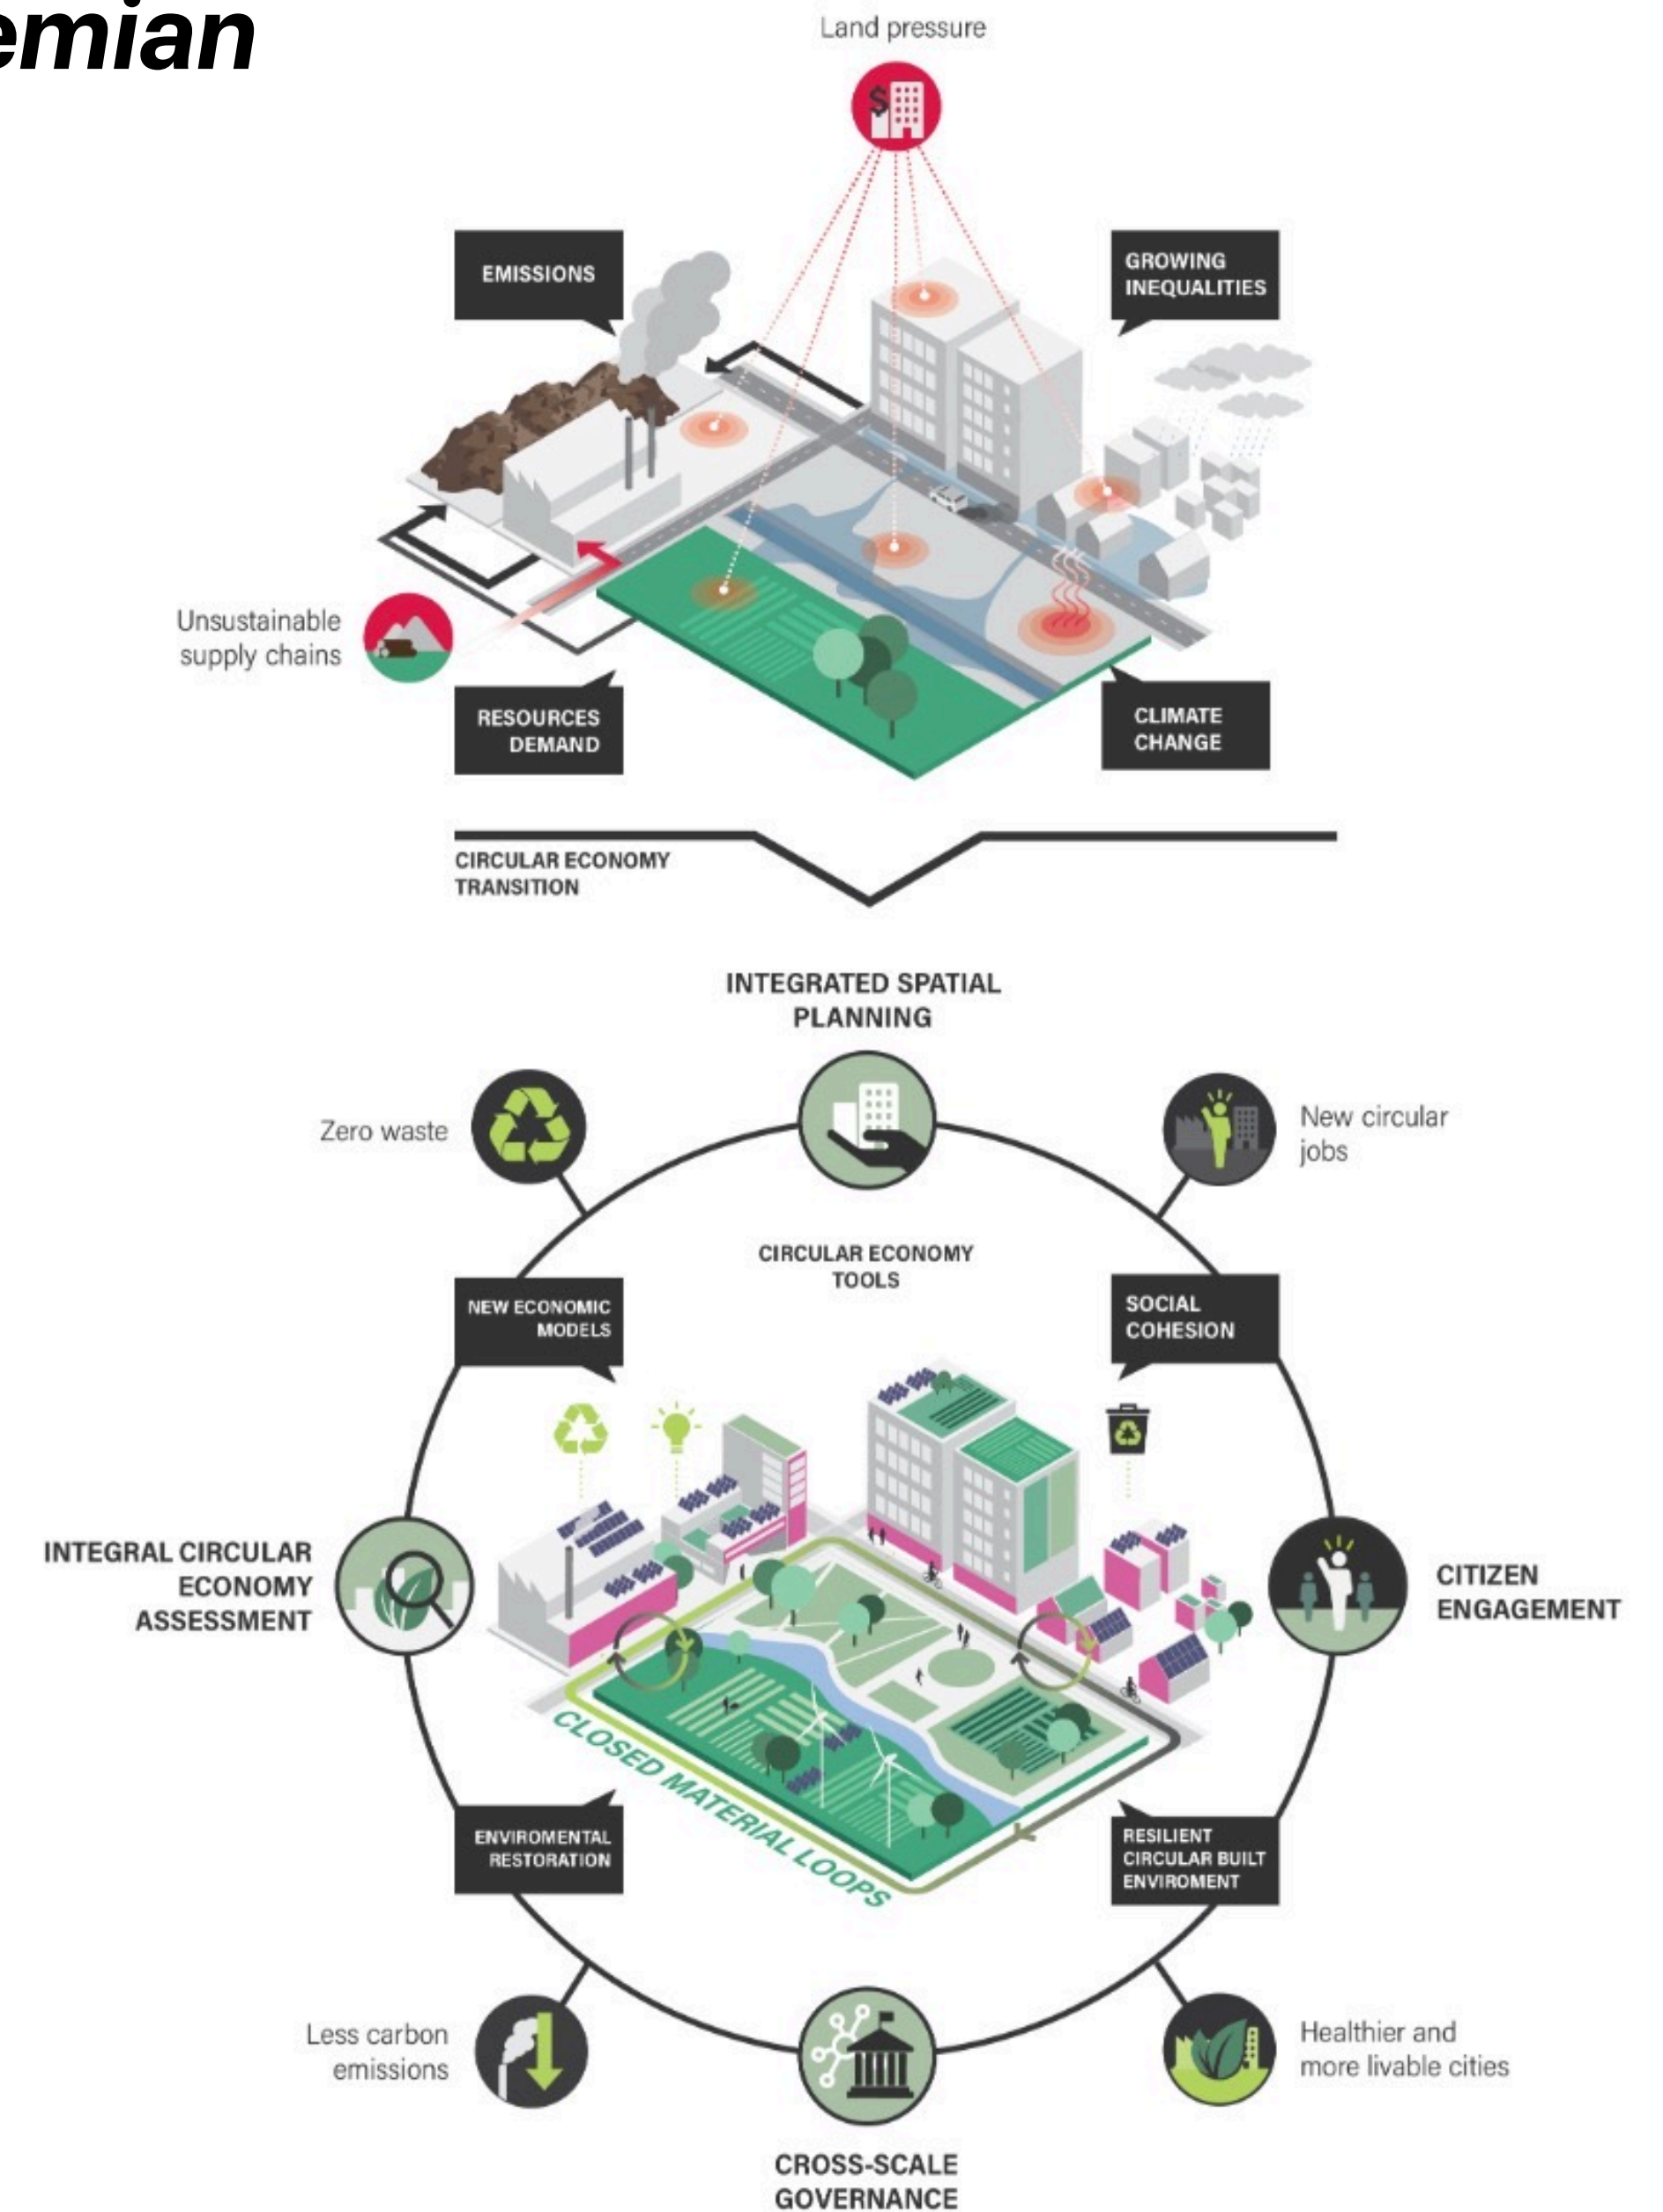 emian
Land pressure
EMISSIONS
GROWING
INEQUALITIES
Unsustainable
supply chains
RESOURCES
DEMAND
CLIMATE
CHANGE
CIRCULAR ECONOMY
TRANSITION
INTEGRATED SPATIAL
PLANNING
Zero waste
New circular
jobs
CIRCULAR ECONOMY
TOOLS
NEW ECONOMIC
MODELS
SOCIAL
COHESION
INTEGRAL CIRCULAR
ECONOMY
ASSESSMENT
CITIZEN
ENGAGEMENT
CLOSED MATERIAL LOOPS
ENVIROMENTAL
RESTORATION
RESILIENT
CIRCULAR BUILT
ENVIROMENT
Less carbon
emissions
Healthier and
more livable cities
CROSS-SCALE
GOVERNANCE